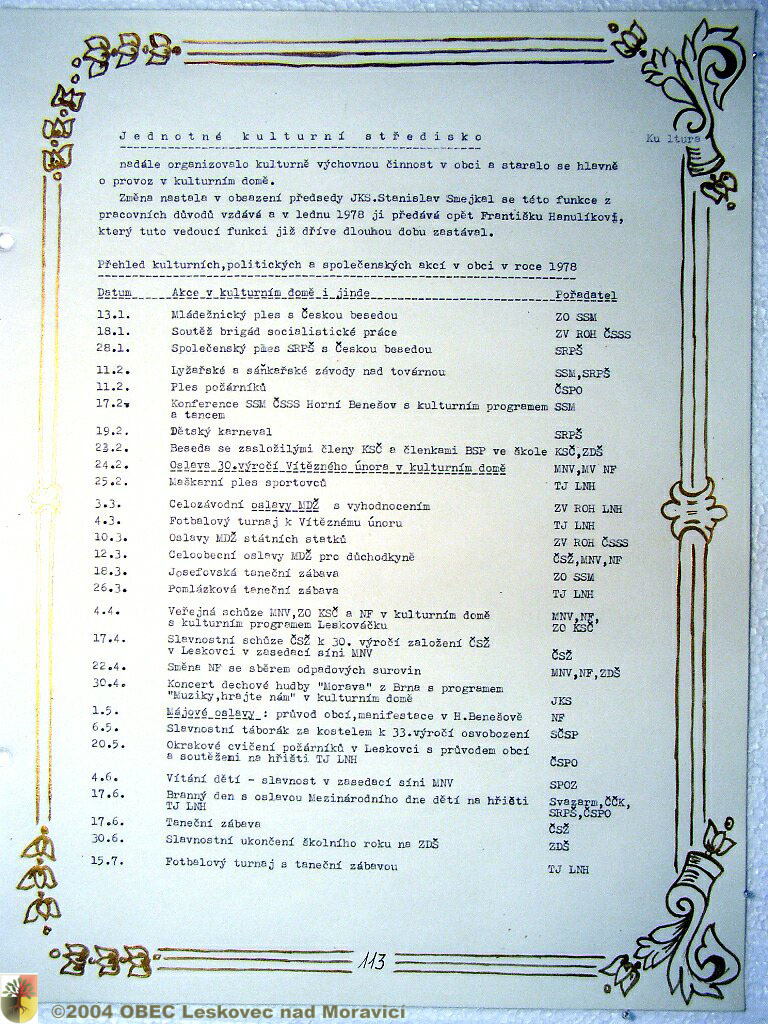 Jednotné kulturní středisko
Kultura
nadále organizovalo kulturně výchovnou činnost v obci a staralo se hlavně
o provoz v kulturním domě.
Změna nastala v obsazení předsedy JKS.Stanislav Smejkal se této funkce z
pracovních důvodů vzdává a v lednu 1978 ji předává opět Františku Hanulíkovi,
který tuto vedoucí funkci již dříve dlouhou dobu zastával.
Přehled kulturních,politických a společenských akcí v obci v roce 1978
Datum Akce v kulturním domě i jinde Pořadatel
13.1. Mládežnický ples s Českou besedou ZO SSM
18.1. Soutěž brigád socialistické práce ZV ROH ČSSS
28.1. Společenský ples SRPŠ s Českou besedou SRPŠ
11.2. Lyžařské a sáňkařské závody nad továrnou SSM,SRPŠ
11.2. Ples požárníků ČSPO
17.2. Konference SSM ČSSS Horní Benešov s kulturním programem SSM
a tancem
19.2. Dětský karneval SRPŠ
23.2. Beseda se zasložilými členy KSČ a členkami BSP ve škole KSČ,ZDŠ
24.2. Oslava 30.výročí Vítězného února v kulturním domě MNV,MV NF
25.2. Maškarní ples sportovců TJ LNH
3.3. Celozávodní oslavy MDŽ s vyhodnocením ZV ROH LNH
4.3. Fotbalový turnaj k Vítěznému únoru TJ LNH
10.3. Oslavy MDŽ státních statků ZV ROH ČSSS
12.3. Celoobecní oslavy MDŽ pro důchodkyně ČSŽ,MNV,NF
18.3. Josefovská taneční zábava ZO SSM
26.3. Pomlázková taneční zábava TJ LNH
4.4. Veřejná schůze MNV,ZO KSČ a NF v kulturním domě MNV,NF,
s kulturním programem Leskováčku ZO KSČ
17.4. Slavnostní schůze ČSŽ k 30. výročí založení ČSŽ
v Leskovci v zasedací síni MNV ČSŽ
22.4. Směna NF se sběrem odpadových surovin MNV,NF,ZDŠ
30.4. Koncert dechové hudby "Morava" z Brna s programem
"Muziky,hrajte nám" v kulturním domě JKS
1.5. Májové oslavy : průvod obcí,manifestace v H.Benešově NF
6.5. Slavnostní táborák za kostelem k 33.výročí osvobození SČSP
20.5. Okrskové cvičení požárníků v Leskovci s průvodem obcí
a soutěžemi na hřišti TJ LNH ČSPO
4.6. Vítání dětí - slavnost v zasedací síni MNV SPOZ
17.6. Branný den s oslavou Mezinárodního dne dětí na hřišti Svazarm,ČČK,
TJ LNH SRPŠ,ČSPO
17.6. Taneční zábava ČSŽ
30.6. Slavnostní ukončení školního roku na ZDŠ ZDŠ
15.7. Fotbalový turnaj s taneční zábavou TJ LNH
113
©2004 OBEC Leskovec nad Moravicí